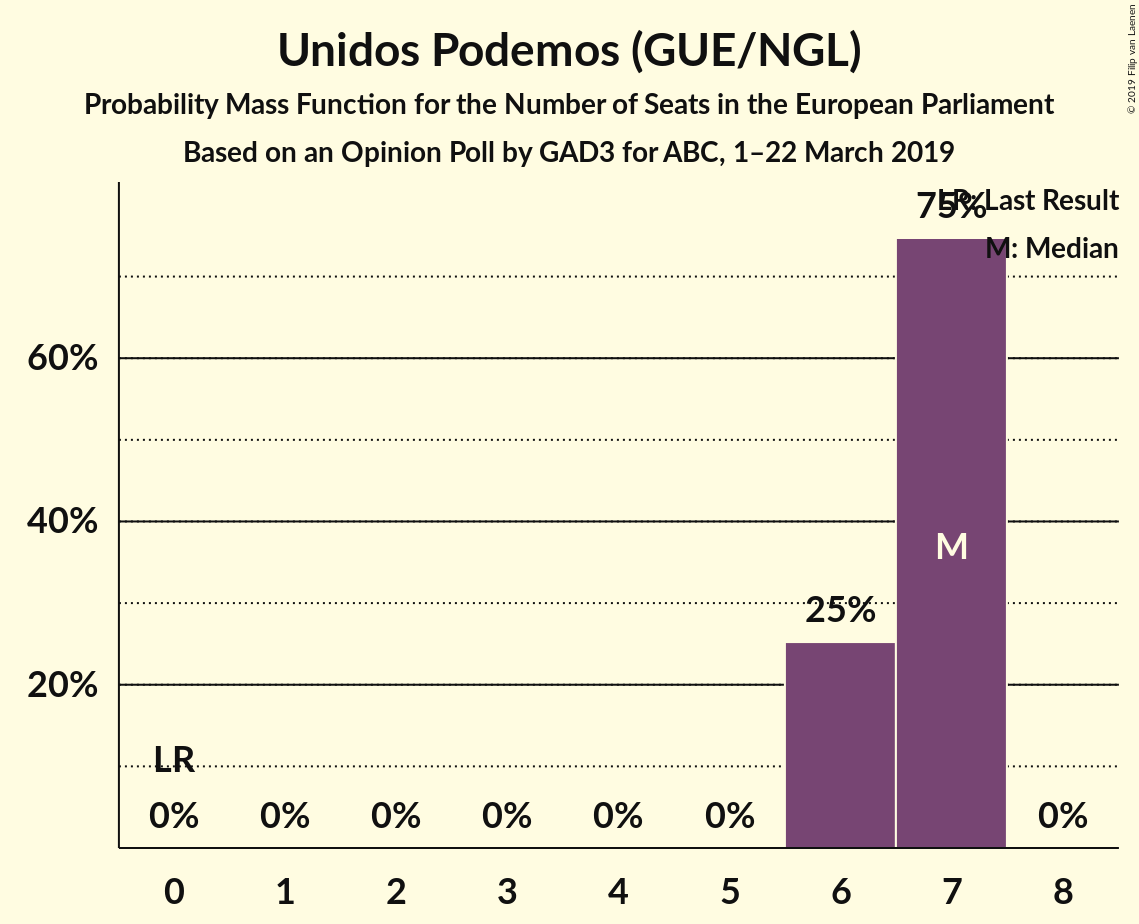 Unidos Podemos (GUE/NGL)
Probability Mass Function for the Number of Seats in the European Parliament
Based on an Opinion Poll by GAD3 for ABC, 1–22 March 2019
© 2019 Filip van Laenen
75%
LR: Last Result
M: Median
60%
40%
M
25%
20%
LR
0% 0% 0% 0% 0% 0% 0%
0 1 2 3 4 5 6 7 8